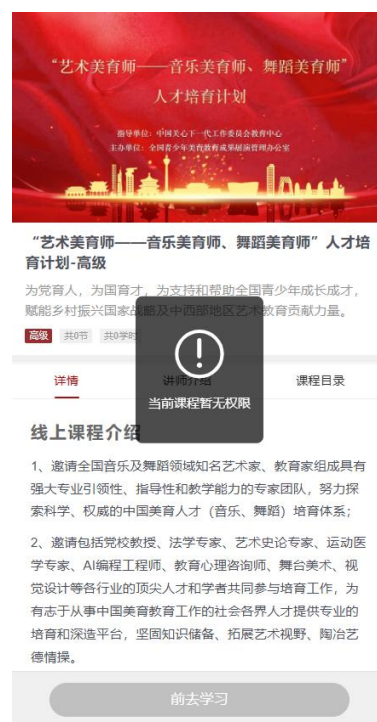 “艺术美育师——音乐美育师、舞蹈美育师”
人才培育计划
指导单位：中国关心下一代工作委员会教育中心
主办单位：全国青少年美育教育成果展演管理办公室
“艺术美育师——音乐美育师、舞蹈美育师”人才培
育计划-高级
为党育人，为国育才，为支持和帮助全国青少年成长成才，
赋能乡村振兴国家战略及中西部地区艺术教育贡献力量。
高级 共0节 共0学时
详情 讲师介绍 课程目录
当前课程暂无权限
线上课程介绍
1、邀请全国音乐及舞蹈领域知名艺术家、教育家组成具有
强大专业引领性、指导性和教学能力的专家团队，努力探
索科学、权威的中国美育人才（音乐、舞蹈）培育体系；
2、邀请包括党校教授、法学专家、艺术史论专家、运动医
学专家、AI编程工程师、教育心理咨询师、舞台美术、视
觉设计等各行业的顶尖人才和学者共同参与培育工作，为
有志于从事中国美育教育工作的社会各界人才提供专业的
培育和深造平台，坚固知识储备、拓展艺术视野、陶冶艺
德情操。
前去学习